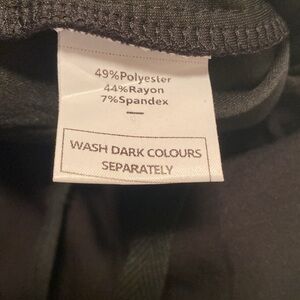 49%Polyester
44%Rayon
7%Spandex
WASH DARK COLOURS
SEPARATELY